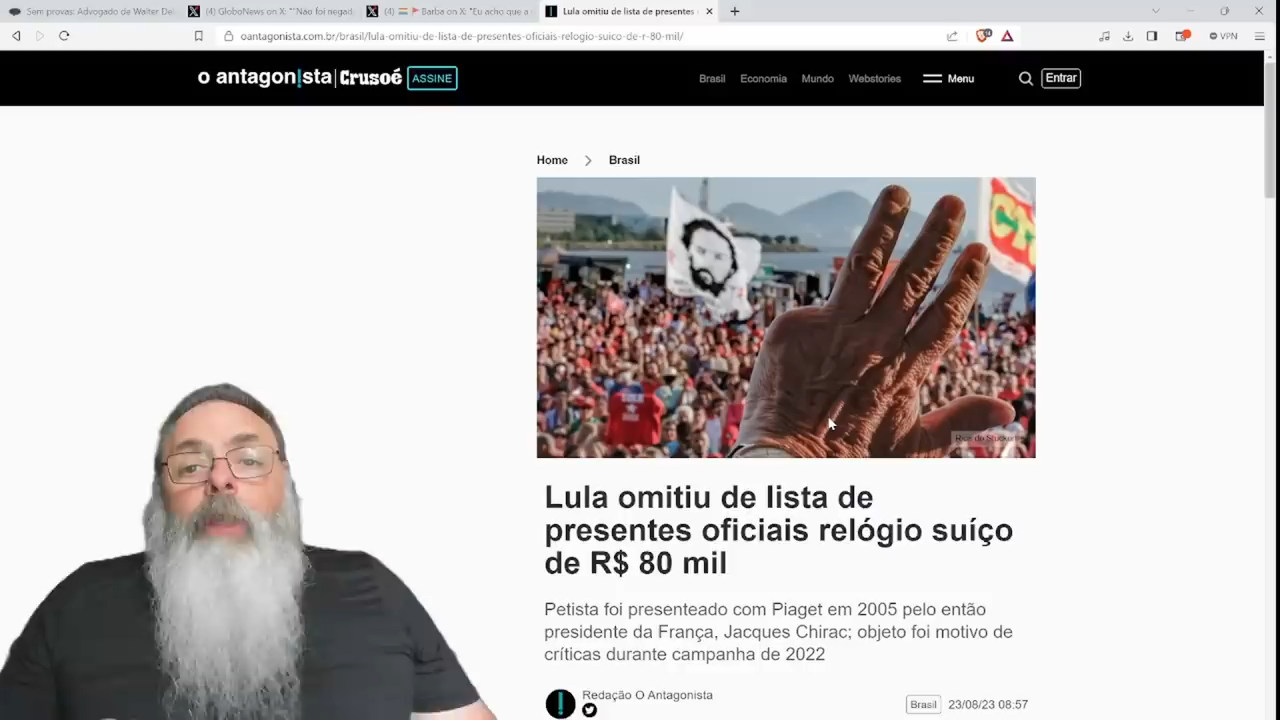 Sem provas: Advogado de Walter Del
(4) GloboNews on X: "Não foi negad
(4) Barba on X: "Eu acho que a
Lula omitiu de lista de presentes
oantagonista.com.br/brasil/lula-omitiu-de-lista-de-presentes-oficiais-relogio-suico-de-r-80-mil/
VPN
o antagonista|Crusoé ASSINE
Brasil Economia Mundo Webstories Menu Entrar
Home > Brasil
Lula omitiu de lista de
presentes oficiais relógio suíço
de R$ 80 mil
Petista foi presenteado com Piaget em 2005 pelo então
presidente da França, Jacques Chirac; objeto foi motivo de
críticas durante campanha de 2022
Redação O Antagonista
Brasil 23/08/23 08:57